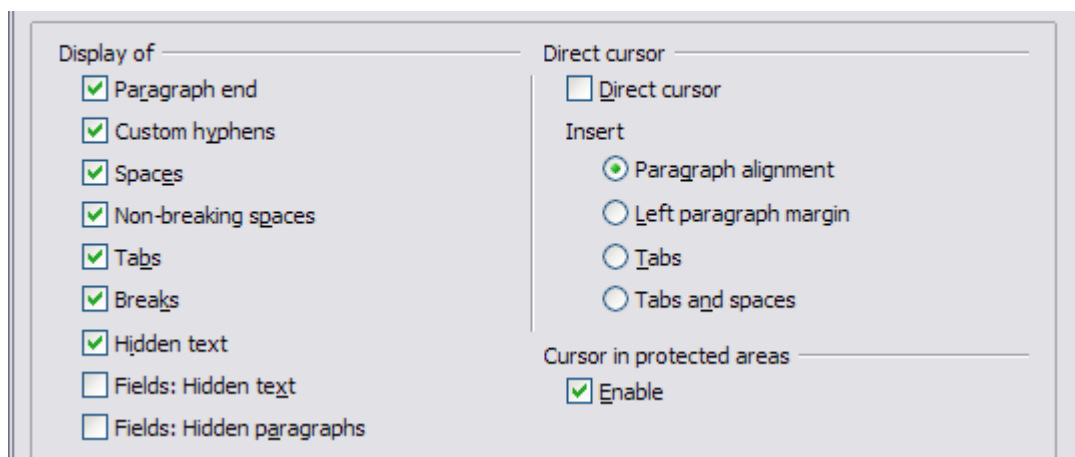 Display of
Paragraph end
Custom hyphens
Spaces
Non-breaking spaces
Tabs
Breaks
Hidden text
Fields: Hidden text
Fields: Hidden paragraphs
Direct cursor
Direct cursor
Insert
Paragraph alignment
Left paragraph margin
Tabs
Tabs and spaces
Cursor in protected areas
Enable